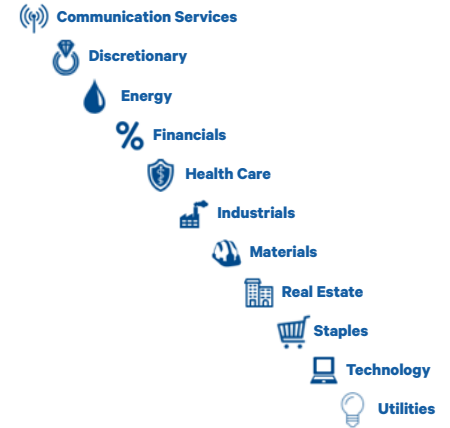 Communication Services
Discretionary
Energy
Financials
Health Care
Industrials
Materials
Real Estate
Staples
Technology
Utilities